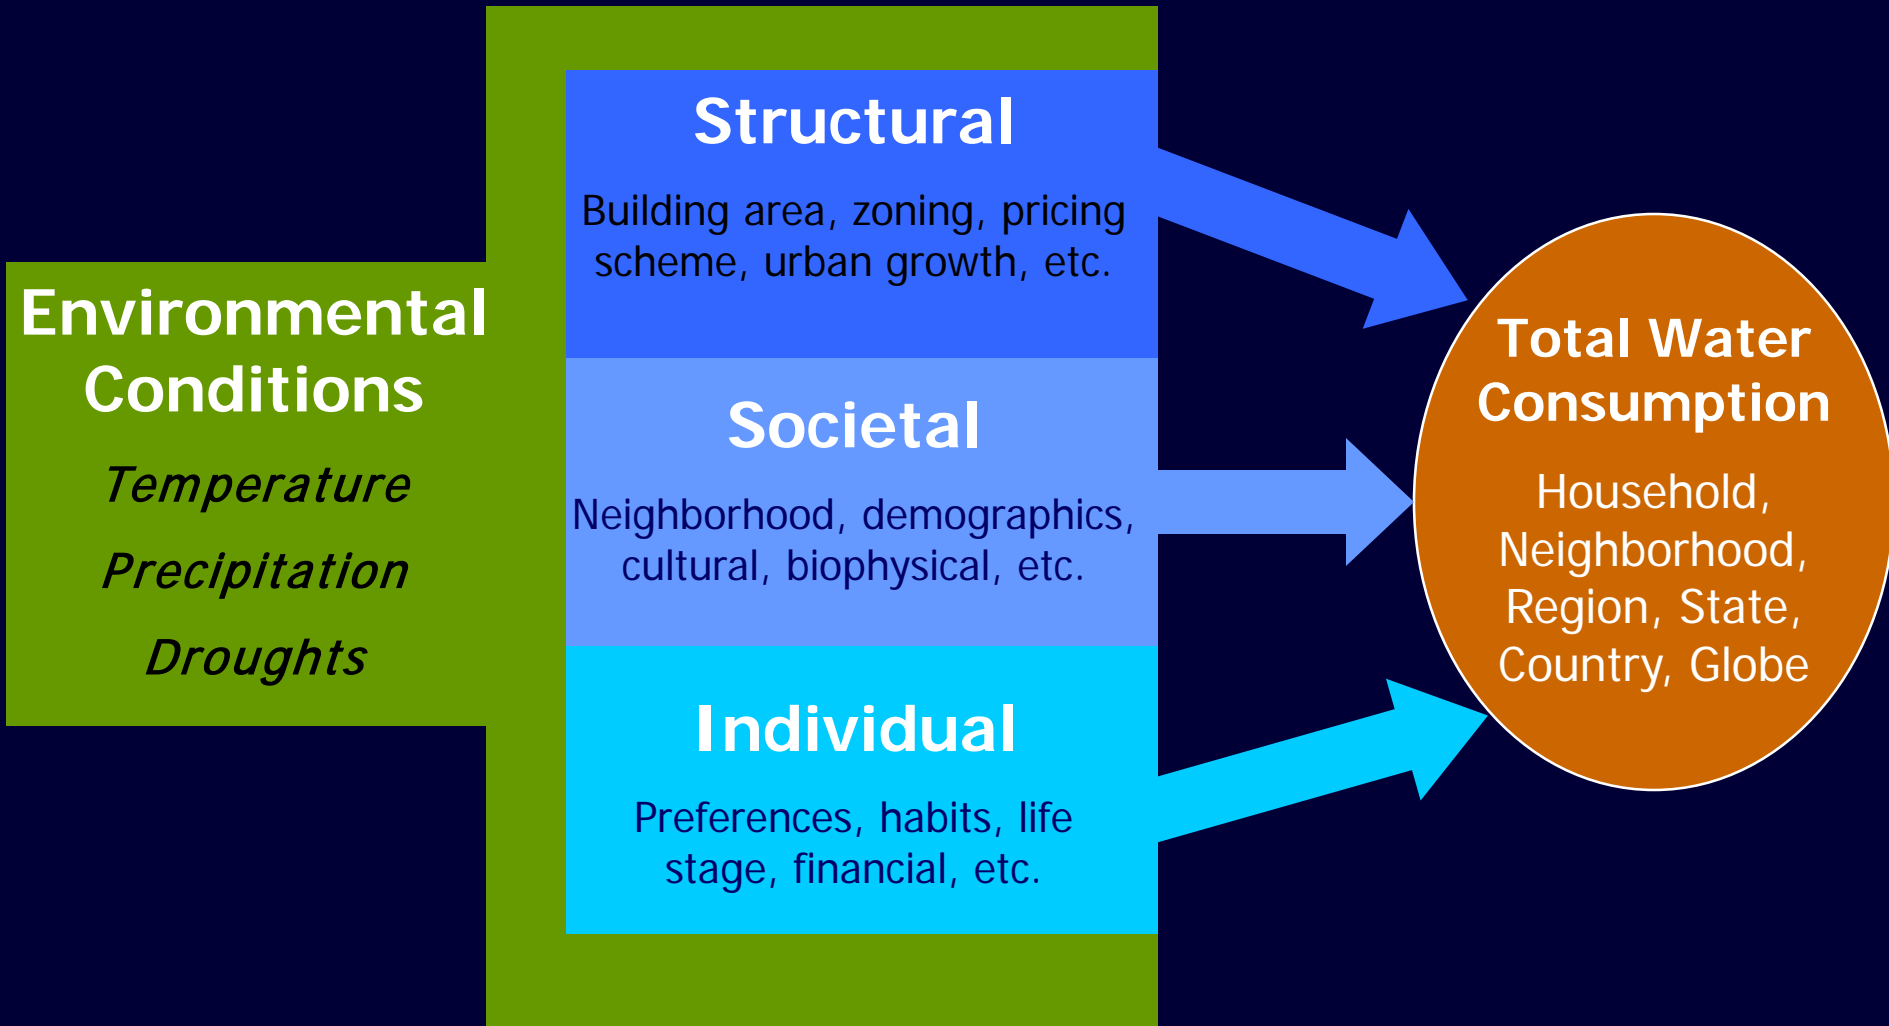 Environmental
Conditions
Temperature
Precipitation
Droughts
Structural
Building area, zoning, pricing
scheme, urban growth, etc.
Societal
Neighborhood, demographics,
cultural, biophysical, etc.
Individual
Preferences, habits, life
stage, financial, etc.
Total Water
Consumption
Household,
Neighborhood,
Region, State,
Country, Globe